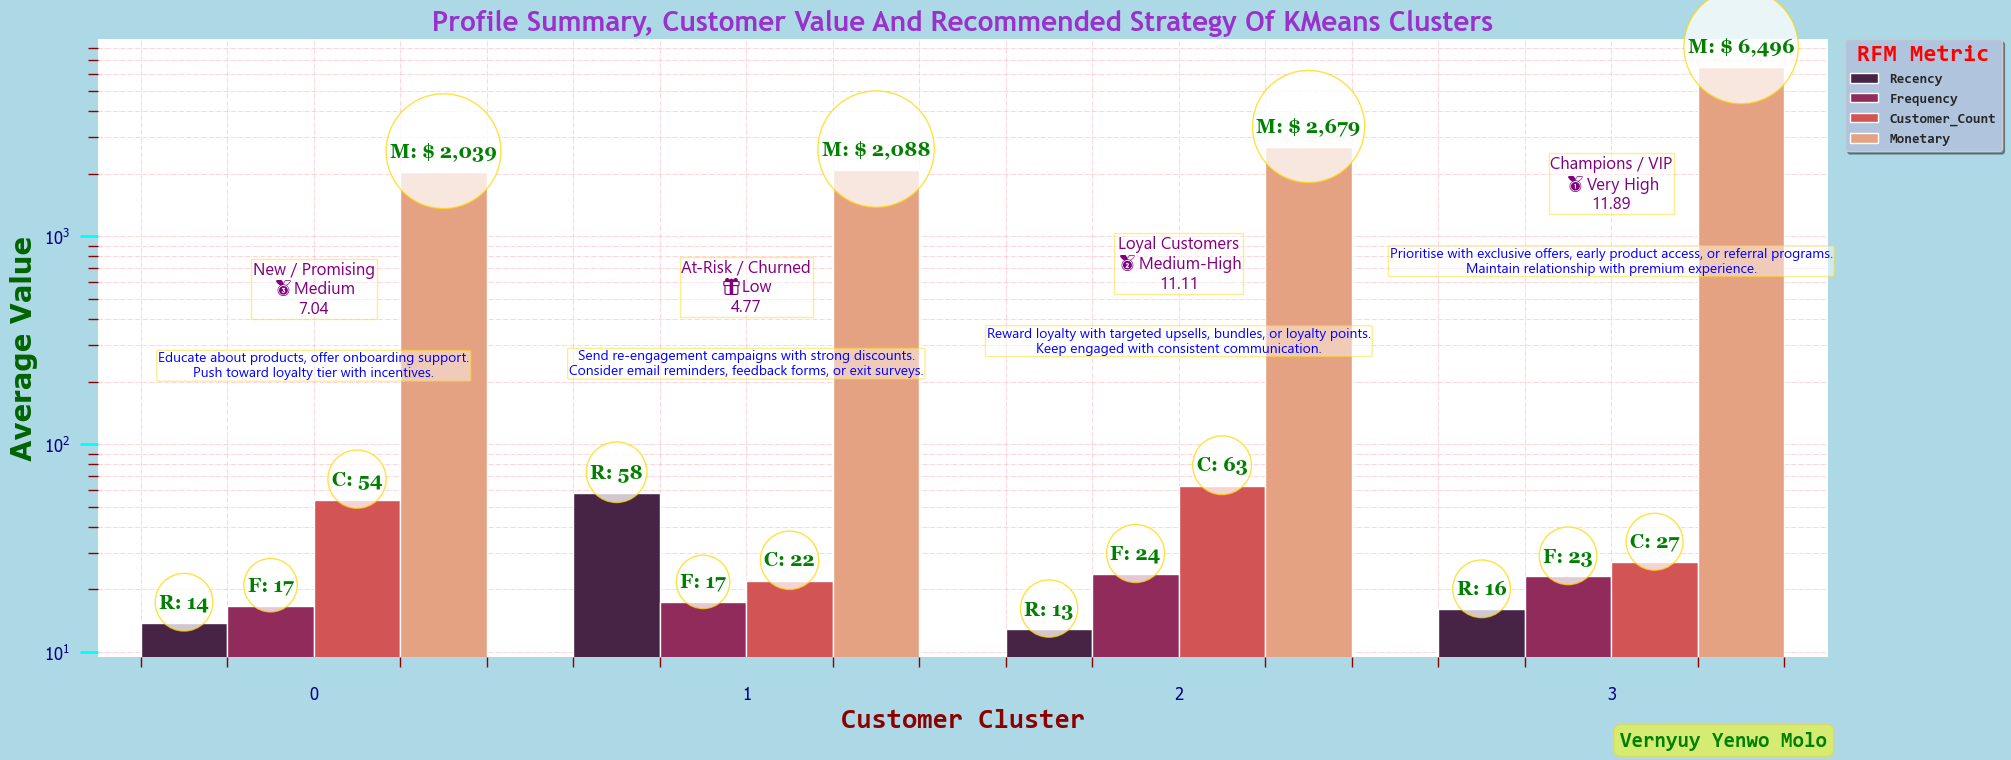 Profile Summary, Customer Value And Recommended Strategy Of KMeans Clusters
RFM Metric
Recency
Frequency
Customer_Count
Monetary
Average Value
10³
10²
10¹
M: $ 2,039
New / Promising
Medium
7.04
Educate about products, offer onboarding support.
Push toward loyalty tier with incentives.
R: 14
F: 17
C: 54
M: $ 2,088
At-Risk / Churned
Low
4.77
Send re-engagement campaigns with strong discounts.
Consider email reminders, feedback forms, or exit surveys.
R: 58
F: 17
C: 22
M: $ 2,679
Loyal Customers
Medium-High
11.11
Reward loyalty with targeted upsells, bundles, or loyalty points.
Keep engaged with consistent communication.
R: 13
F: 24
C: 63
M: $ 6,496
Champions / VIP
Very High
11.89
Prioritise with exclusive offers, early product access, or referral programs.
Maintain relationship with premium experience.
R: 16
F: 23
C: 27
0
1
2
3
Customer Cluster
Vernyuy Yenwo Molo